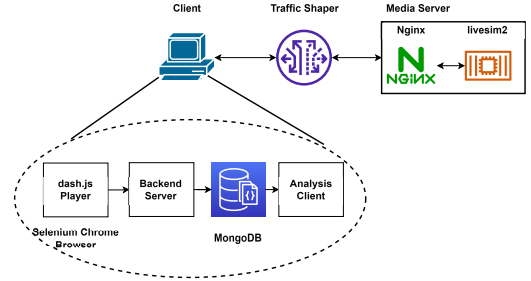 Client
Traffic Shaper
Media Server
Nginx
livesim2
NGiNX
dash.js
Player
Backend
Server
Analysis
Client
Selenium Chrome
Browser
MongoDB